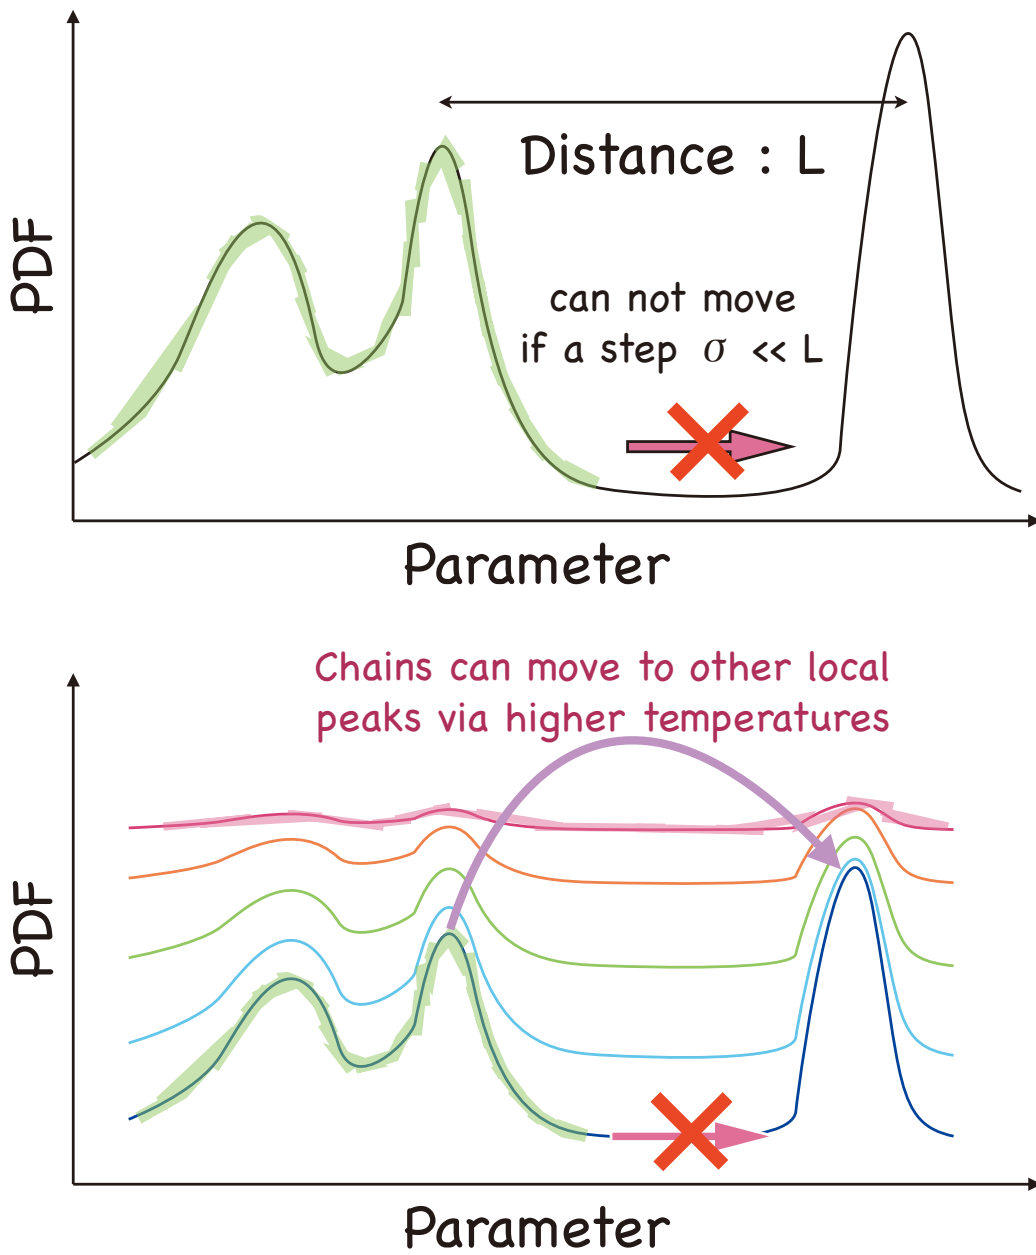 PDF
Distance : L
can not move
if a step σ << L
Parameter
Chains can move to other local
peaks via higher temperatures
PDF
Parameter